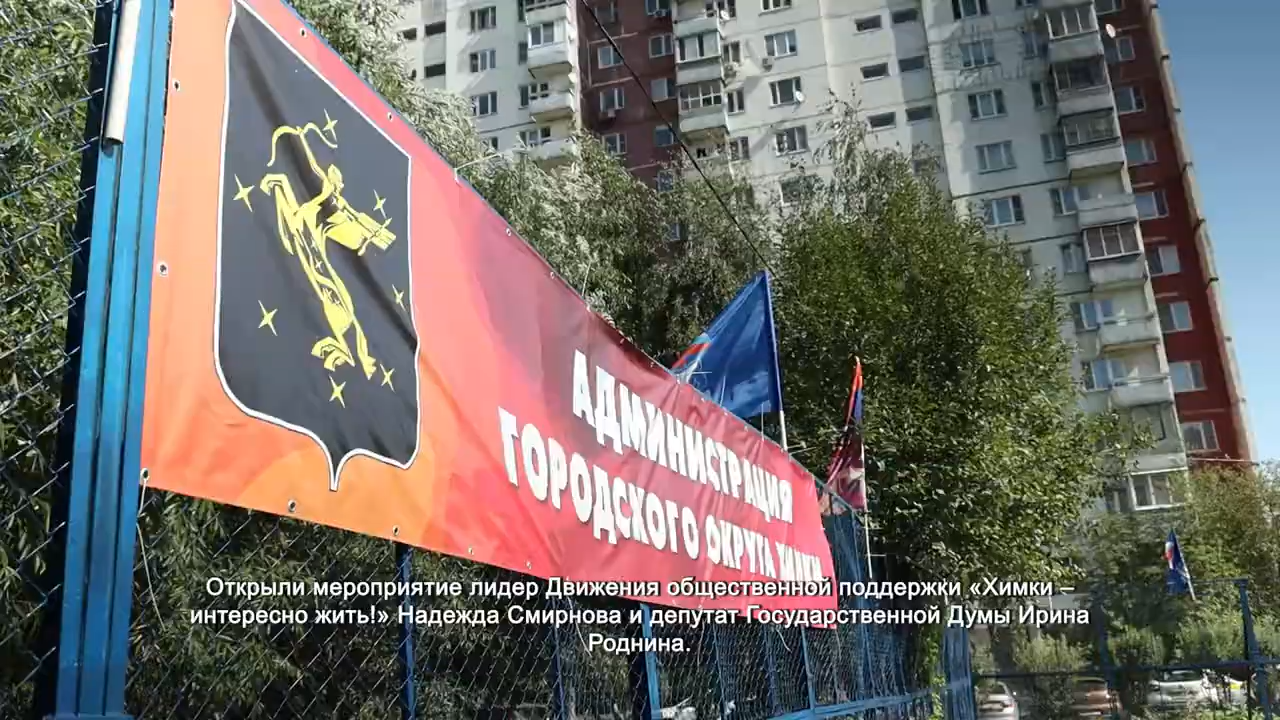 АДМИНИСТРАЦИЯ
ГОРОДСКОГО ОКРУГА ХИМКИ
Открыли мероприятие лидер Движения общественной поддержки «Химки –
интересно жить!» Надежда Смирнова и депутат Государственной Думы Ирина
Роднина.